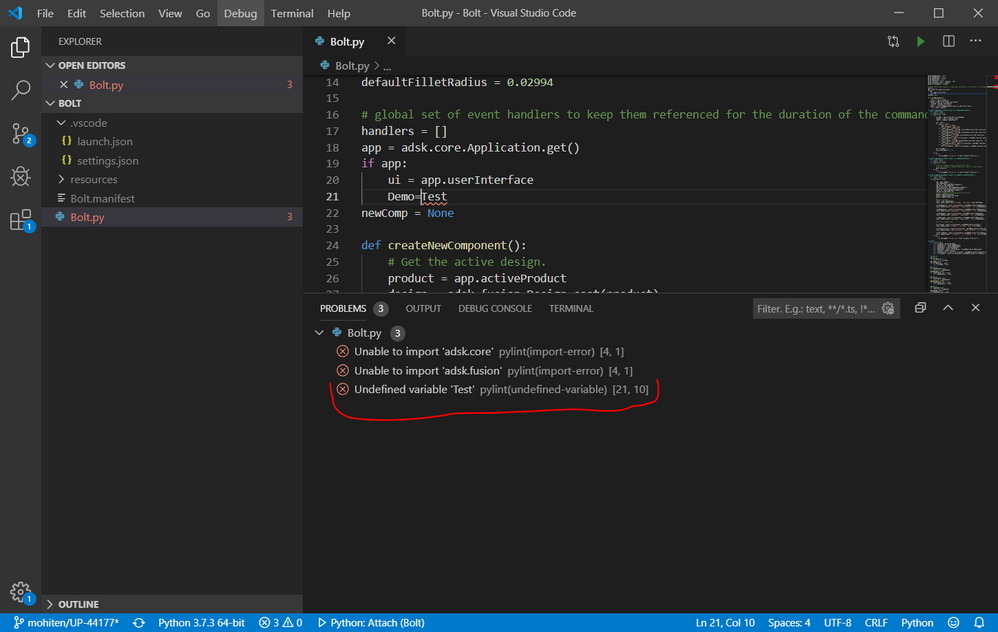 File Edit Selection View Go Debug Terminal Help
Bolt.py - Bolt - Visual Studio Code
EXPLORER
OPEN EDITORS
Bolt.py 3
BOLT
.vscode
launch.json
settings.json
resources
Bolt.manifest
Bolt.py 3
OUTLINE
2
1
1
Bolt.py
Bolt.py > ...
14 defaultFilletRadius = 0.02994
15
16 # global set of event handlers to keep them referenced for the duration of the comman
17 handlers = []
18 app = adsk.core.Application.get()
19 if app:
20 ui = app.userInterface
21 Demo=Test
22 newComp = None
23
24 def createNewComponent():
25 # Get the active design.
26 product = app.activeProduct
PROBLEMS 3 OUTPUT DEBUG CONSOLE TERMINAL
Filter. E.g.: text, **/*.ts, !*...
Bolt.py 3
Unable to import 'adsk.core' pylint(import-error) [4, 1]
Unable to import 'adsk.fusion' pylint(import-error) [4, 1]
Undefined variable 'Test' pylint(undefined-variable) [21, 10]
mohiten/UP-44177* Python 3.7.3 64-bit 3 0 Python: Attach (Bolt) Ln 21, Col 10 Spaces: 4 UTF-8 CRLF Python